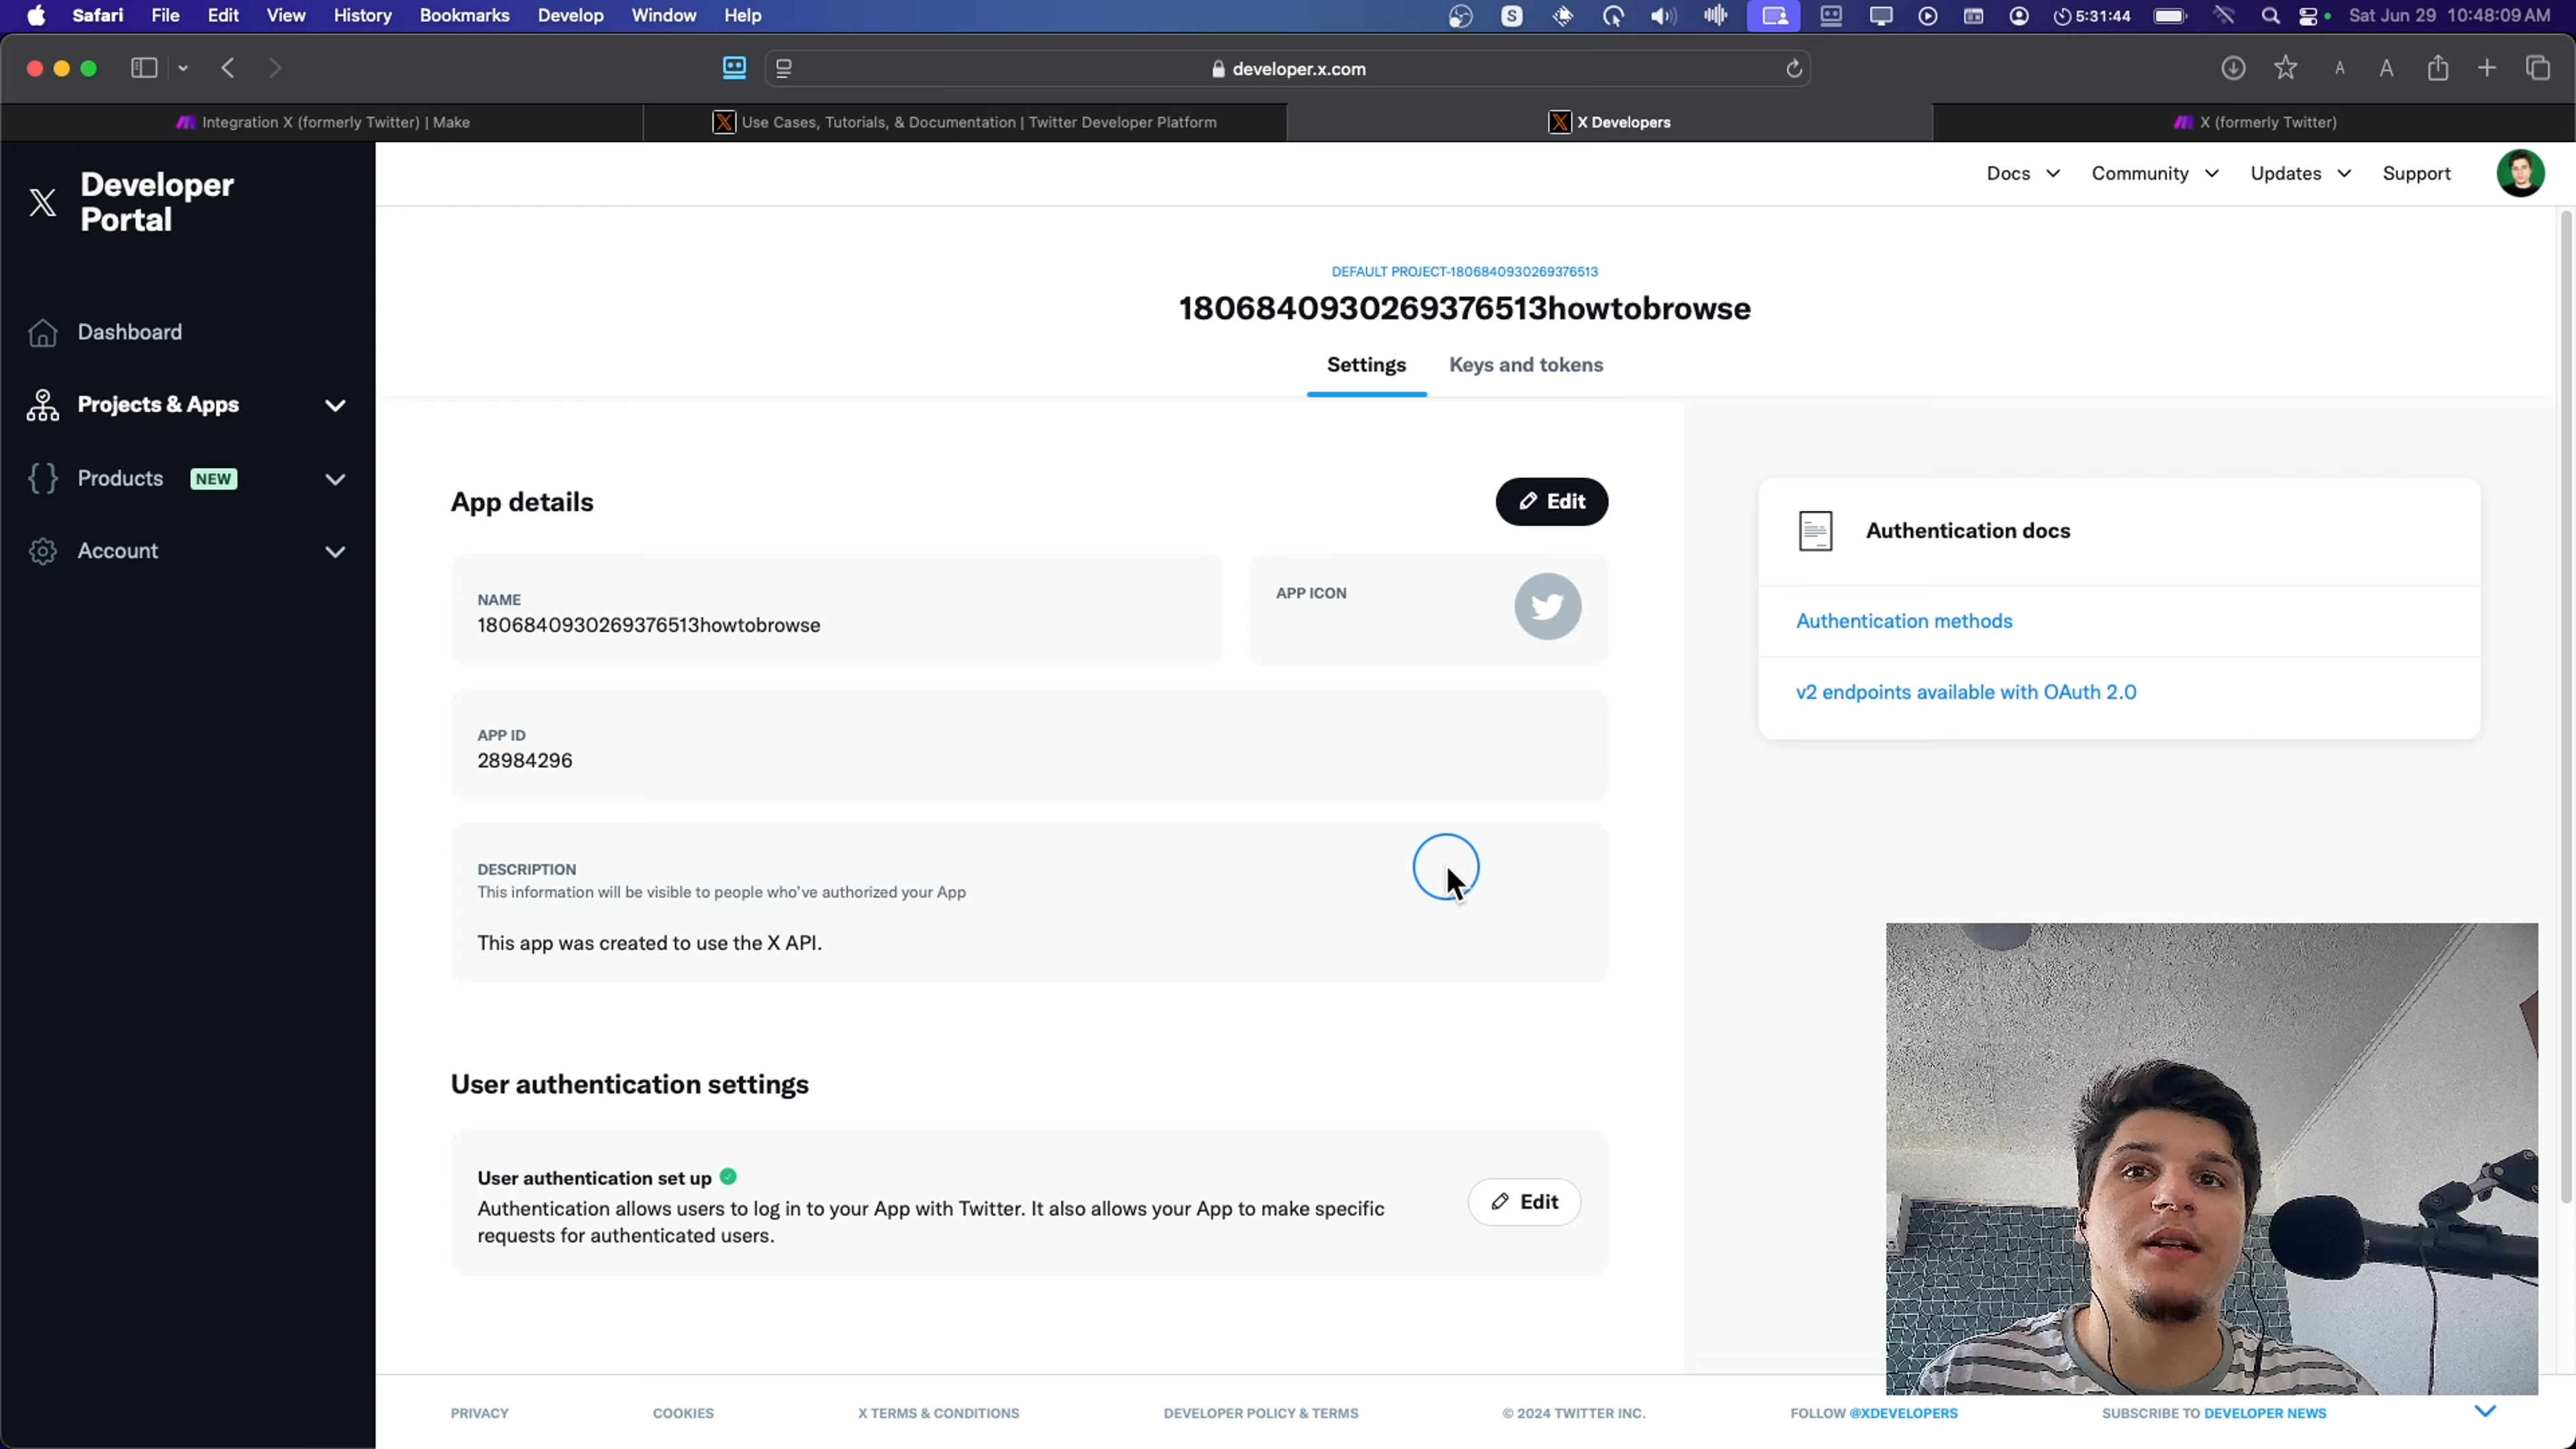 Safari File Edit View History Bookmarks Develop Window Help
S
5:31:44
Sat Jun 29 10:48:09 AM
developer.x.com
A A
Integration X (formerly Twitter) | Make
Use Cases, Tutorials, & Documentation | Twitter Developer Platform
X Developers
X (formerly Twitter)
Developer
Portal
Docs
Community
Updates
Support
Dashboard
Projects & Apps
Products NEW
Account
DEFAULT PROJECT-1806840930269376513
1806840930269376513howtobrowse
Settings
Keys and tokens
App details
Edit
NAME
1806840930269376513howtobrowse
APP ICON
APP ID
28984296
DESCRIPTION
This information will be visible to people who've authorized your App
This app was created to use the X API.
Authentication docs
Authentication methods
v2 endpoints available with OAuth 2.0
User authentication settings
User authentication set up
Authentication allows users to log in to your App with Twitter. It also allows your App to make specific
requests for authenticated users.
Edit
PRIVACY
COOKIES
X TERMS & CONDITIONS
DEVELOPER POLICY & TERMS
© 2024 TWITTER INC.
FOLLOW @XDEVELOPERS
SUBSCRIBE TO DEVELOPER NEWS